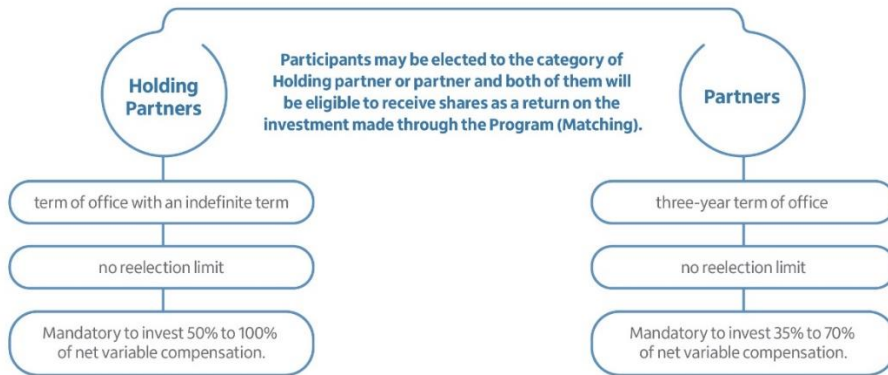 Holding
Partners
Participants may be elected to the category of
Holding partner or partner and both of them will
be eligible to receive shares as a return on the
investment made through the Program (Matching).
Partners
term of office with an indefinite term
three-year term of office
no reelection limit
no reelection limit
Mandatory to invest 50% to 100%
of net variable compensation.
Mandatory to invest 35% to 70%
of net variable compensation.